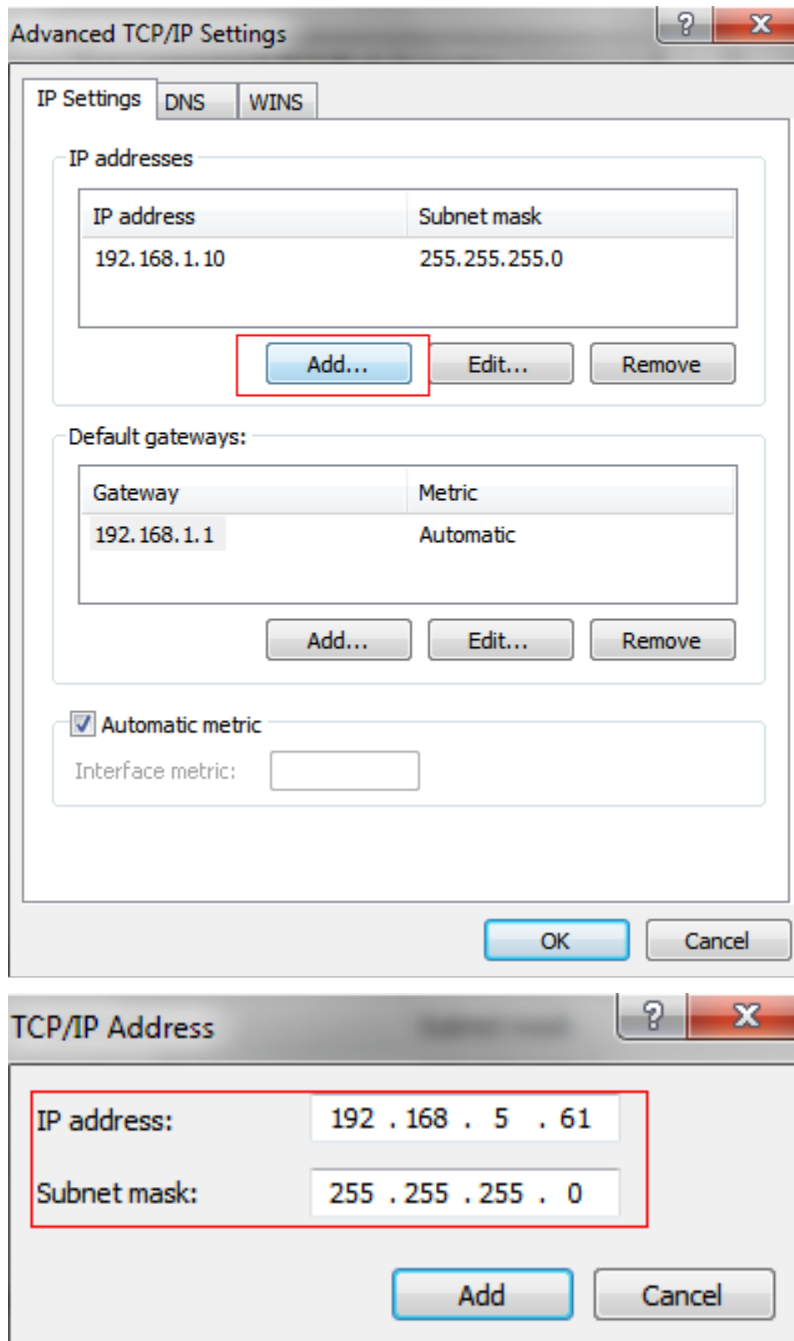 Advanced TCP/IP Settings
IP Settings DNS WINS
IP addresses
IP address Subnet mask
192.168.1.10 255.255.255.0
Add... Edit... Remove
Default gateways:
Gateway Metric
192.168.1.1 Automatic
Add... Edit... Remove
Automatic metric
Interface metric:
OK Cancel
TCP/IP Address
IP address: 192 . 168 . 5 . 61
Subnet mask: 255 . 255 . 255 . 0
Add Cancel